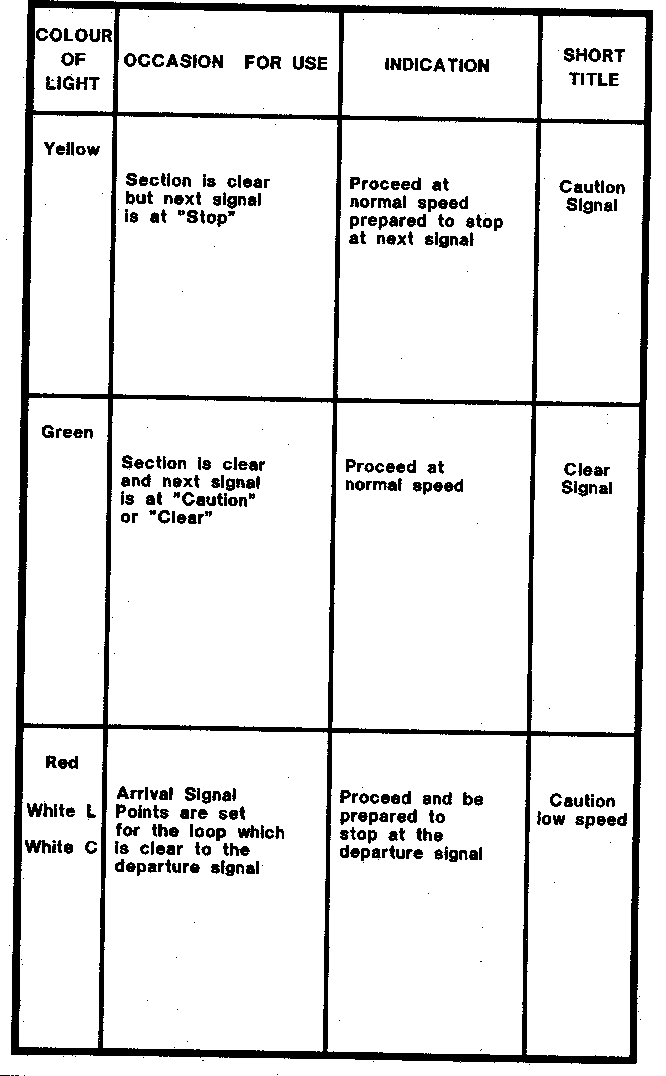 COLOUR
OF
LIGHT
OCCASION FOR USE
INDICATION
SHORT
TITLE
Yellow
Section is clear
but next signal
is at "Stop"
Proceed at
normal speed
prepared to stop
at next signal
Caution
Signal
Green
Section is clear
and next signal
is at "Caution"
or "Clear"
Proceed at
normal speed
Clear
Signal
Red
White L
White C
Arrival Signal
Points are set
for the loop which
is clear to the
departure signal
Proceed and be
prepared to
stop at the
departure signal
Caution
low speed